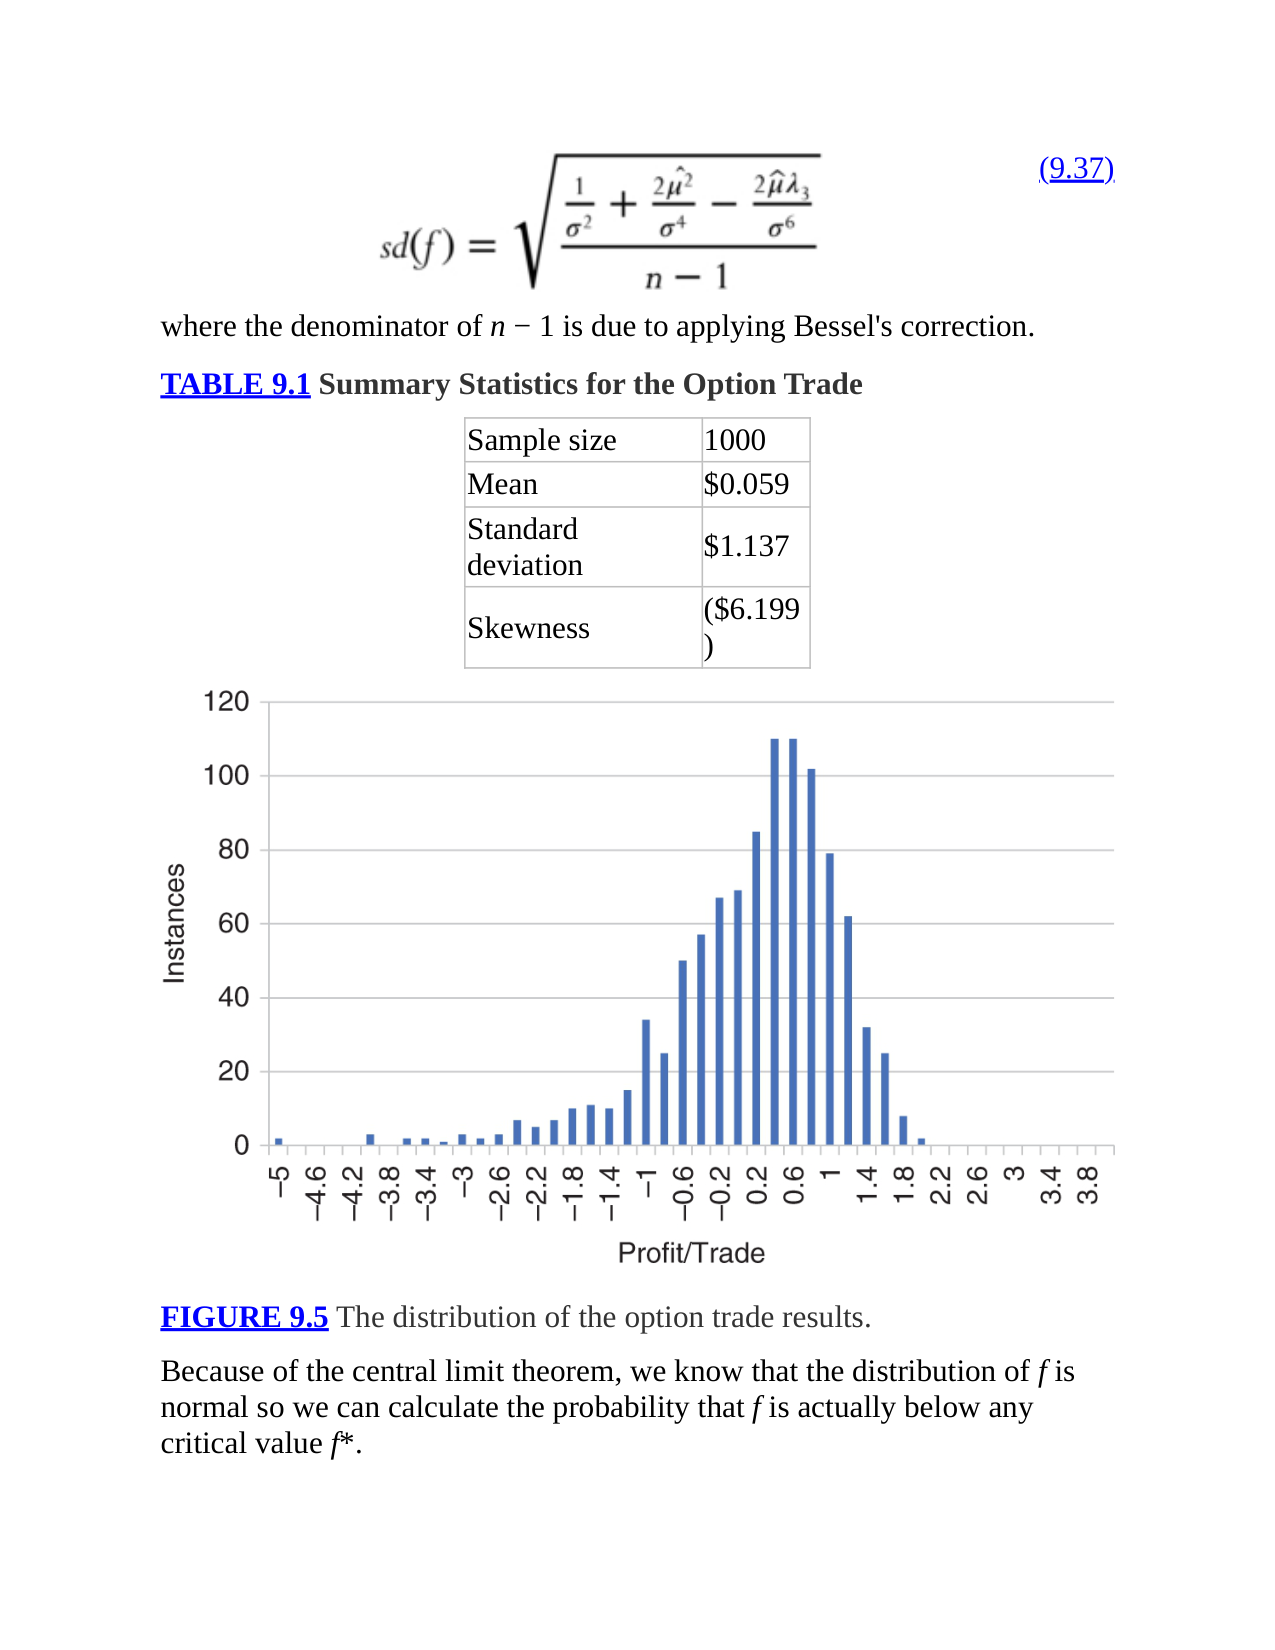 (9.37)
sd(f) = √((1/σ² + 2μ̂²/σ⁴ − 2μ̂λ₃/σ⁶)/(n − 1))
where the denominator of n − 1 is due to applying Bessel's correction.
TABLE 9.1 Summary Statistics for the Option Trade
Sample size 1000
Mean $0.059
Standard
deviation
$1.137
Skewness
($6.199
)
120
100
80
60
40
20
0
Instances
–5 –4.6 –4.2 –3.8 –3.4 –3 –2.6 –2.2 –1.8 –1.4 –1 –0.6 –0.2 0.2 0.6 1 1.4 1.8 2.2 2.6 3 3.4 3.8
Profit/Trade
FIGURE 9.5 The distribution of the option trade results.
Because of the central limit theorem, we know that the distribution of f is
normal so we can calculate the probability that f is actually below any
critical value f*.